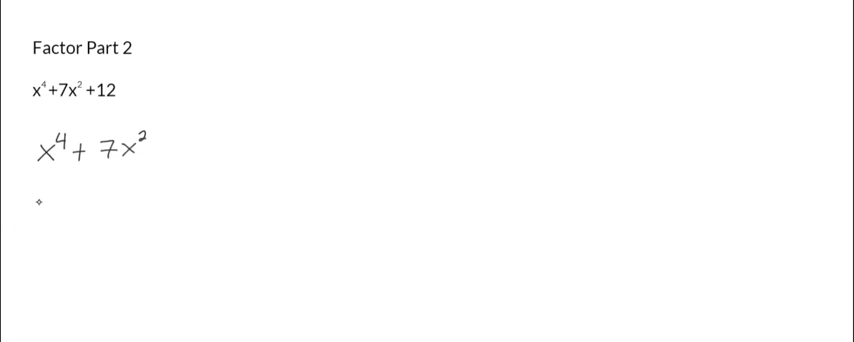 Factor Part 2
x⁴+7x² +12
x⁴ + 7x²